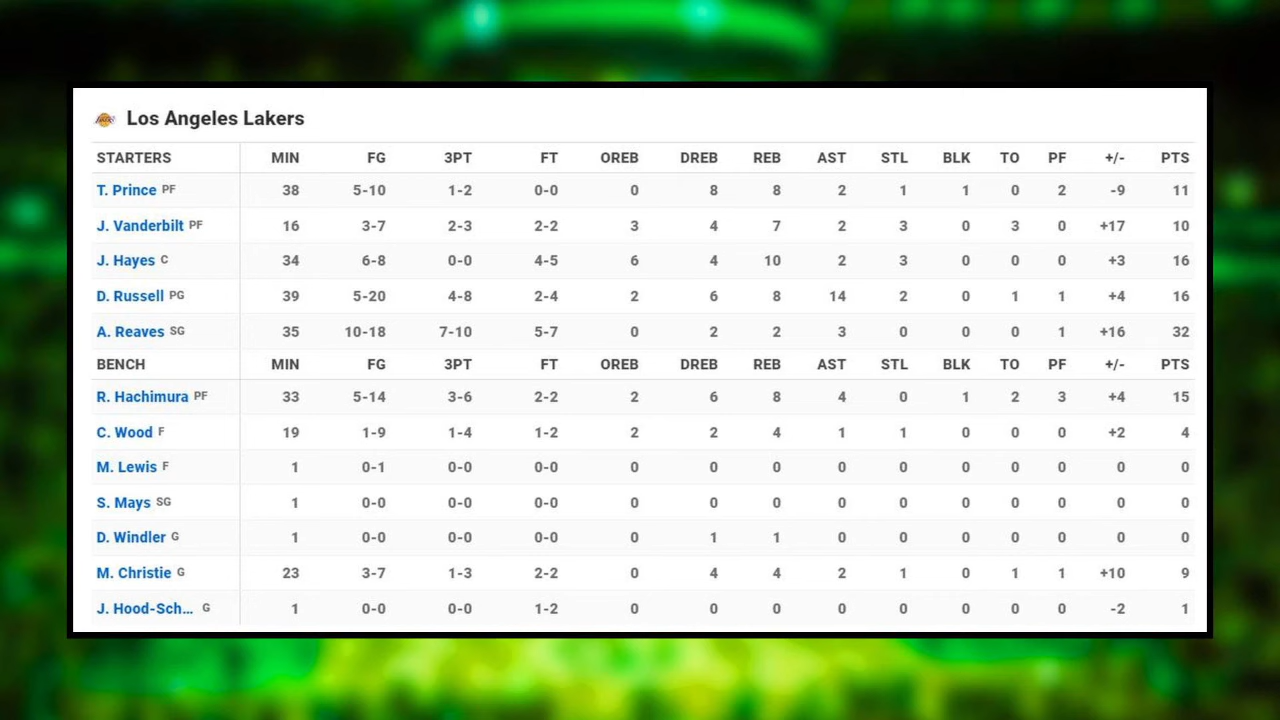 Los Angeles Lakers
STARTERS MIN FG 3PT FT OREB DREB REB AST STL BLK TO PF +/- PTS
T. Prince PF 38 5-10 1-2 0-0 0 8 8 2 1 1 0 2 -9 11
J. Vanderbilt PF 16 3-7 2-3 2-2 3 4 7 2 3 0 3 0 +17 10
J. Hayes C 34 6-8 0-0 4-5 6 4 10 2 3 0 0 0 +3 16
D. Russell PG 39 5-20 4-8 2-4 2 6 8 14 2 0 1 1 +4 16
A. Reaves SG 35 10-18 7-10 5-7 0 2 2 3 0 0 0 1 +16 32
BENCH MIN FG 3PT FT OREB DREB REB AST STL BLK TO PF +/- PTS
R. Hachimura PF 33 5-14 3-6 2-2 2 6 8 4 0 1 2 3 +4 15
C. Wood F 19 1-9 1-4 1-2 2 2 4 1 1 0 0 0 +2 4
M. Lewis F 1 0-1 0-0 0-0 0 0 0 0 0 0 0 0 0 0
S. Mays SG 1 0-0 0-0 0-0 0 0 0 0 0 0 0 0 0 0
D. Windler G 1 0-0 0-0 0-0 0 1 1 0 0 0 0 0 0 0
M. Christie G 23 3-7 1-3 2-2 0 4 4 2 1 0 1 1 +10 9
J. Hood-Sch... G 1 0-0 0-0 1-2 0 0 0 0 0 0 0 0 -2 1